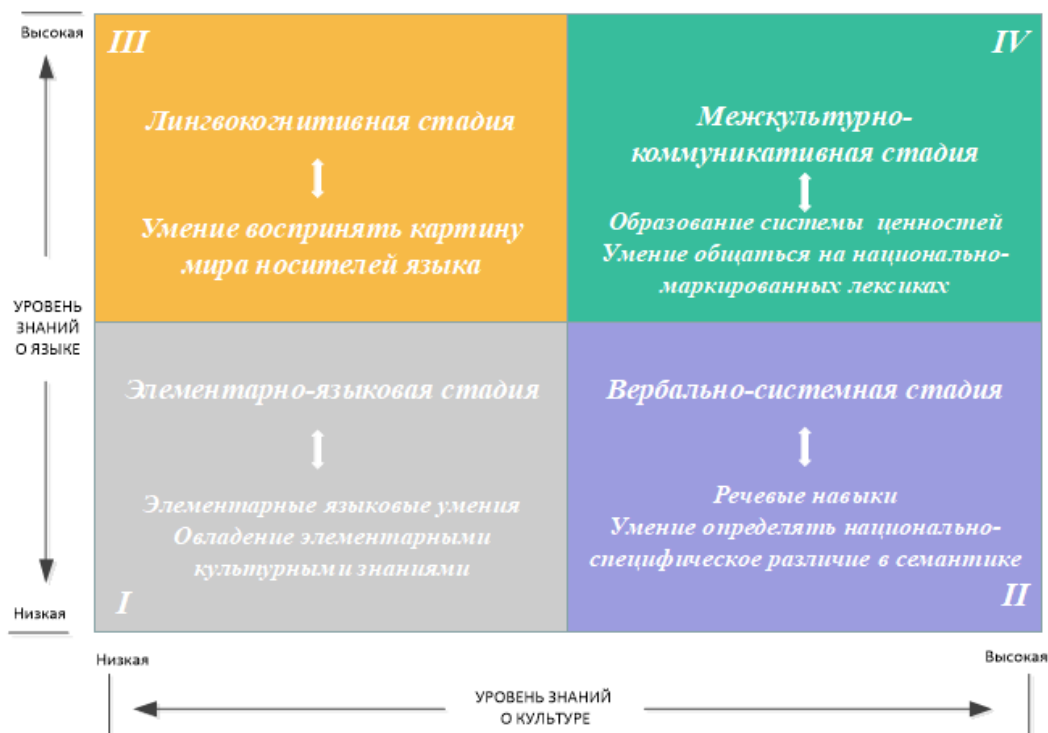 Высокая
III
Лингвокогнитивная стадия
Умение воспринять картину
мира носителей языка
IV
Межкультурно-
коммуникативная стадия
Образование системы ценностей
Умение общаться на национально-
маркированных лексиках
УРОВЕНЬ
ЗНАНИЙ
О ЯЗЫКЕ
Элементарно-языковая стадия
Элементарные языковые умения
Овладение элементарными
культурными знаниями
I
Вербально-системная стадия
Речевые навыки
Умение определять национально-
специфическое различие в семантике
II
Низкая
Низкая
Высокая
УРОВЕНЬ ЗНАНИЙ
О КУЛЬТУРЕ